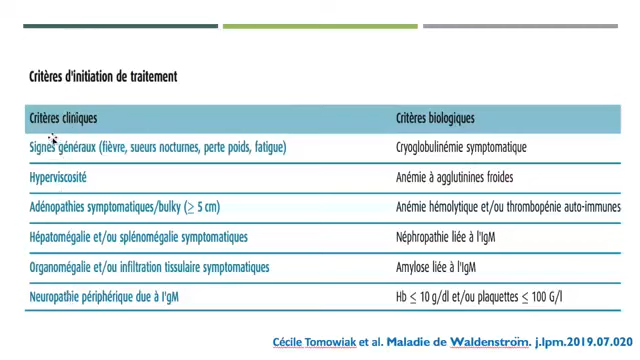 Critères d'initiation de traitement
Critères cliniques Critères biologiques
Signes généraux (fièvre, sueurs nocturnes, perte poids, fatigue) Cryoglobulinémie symptomatique
Hyperviscosité Anémie à agglutinines froides
Adénopathies symptomatiques/bulky (≥ 5 cm) Anémie hémolytique et/ou thrombopénie auto-immunes
Hépatomégalie et/ou splénomégalie symptomatiques Néphropathie liée à l'IgM
Organomégalie et/ou infiltration tissulaire symptomatiques Amylose liée à l'IgM
Neuropathie périphérique due à l'IgM Hb ≤ 10 g/dl et/ou plaquettes ≤ 100 G/l
Cécile Tomowiak et al. Maladie de Waldenström. j.lpm.2019.07.020